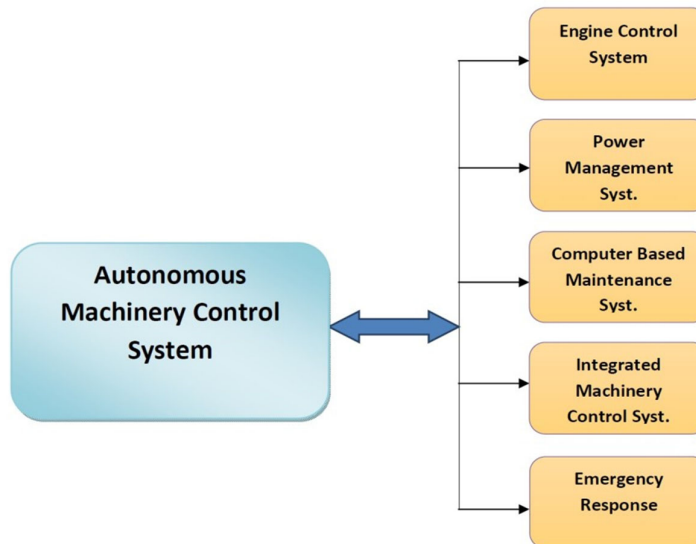 Autonomous
Machinery Control
System
Engine Control
System
Power
Management
Syst.
Computer Based
Maintenance
Syst.
Integrated
Machinery
Control Syst.
Emergency
Response